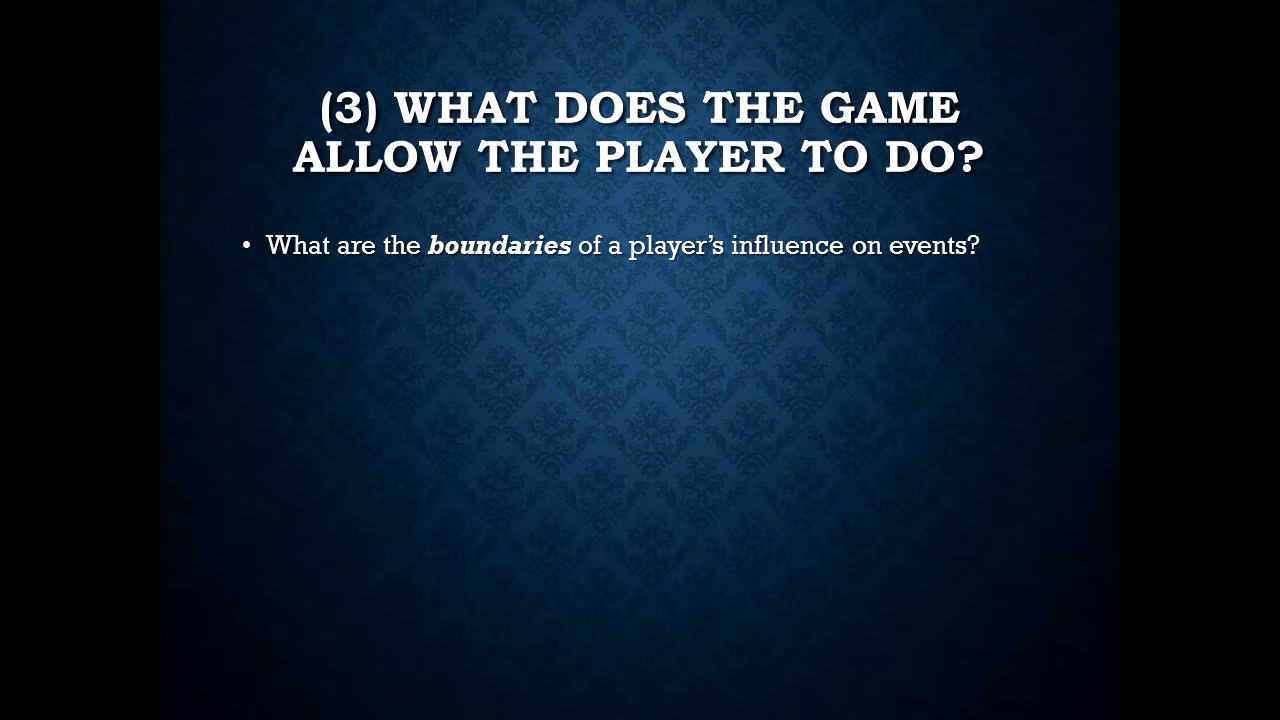 (3) WHAT DOES THE GAME
ALLOW THE PLAYER TO DO?
• What are the boundaries of a player’s influence on events?